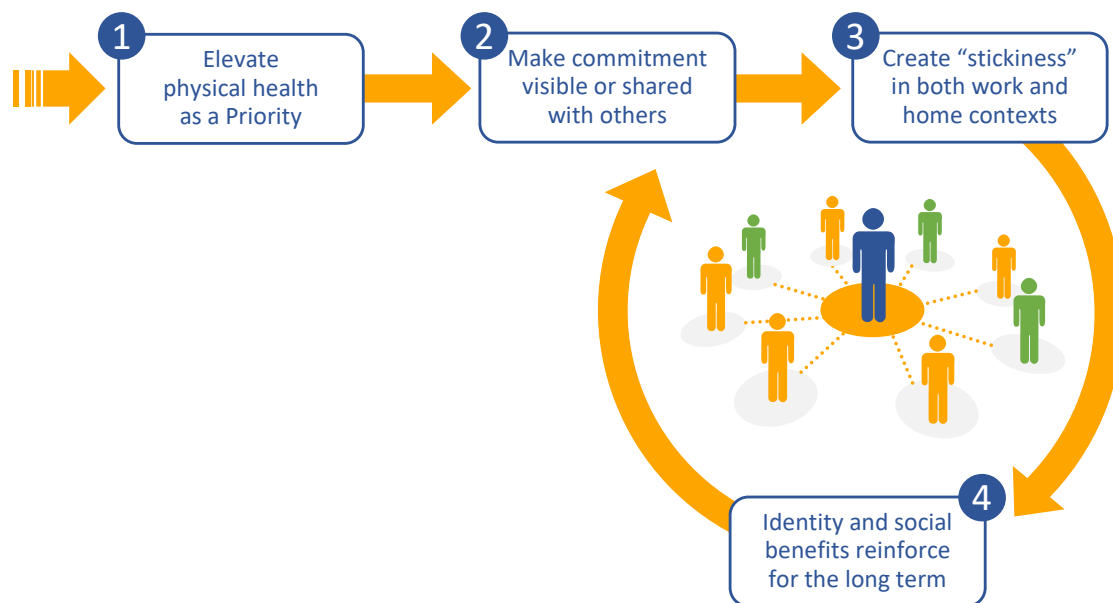 1
Elevate
physical health
as a Priority
2
Make commitment
visible or shared
with others
3
Create “stickiness”
in both work and
home contexts
4
Identity and social
benefits reinforce
for the long term